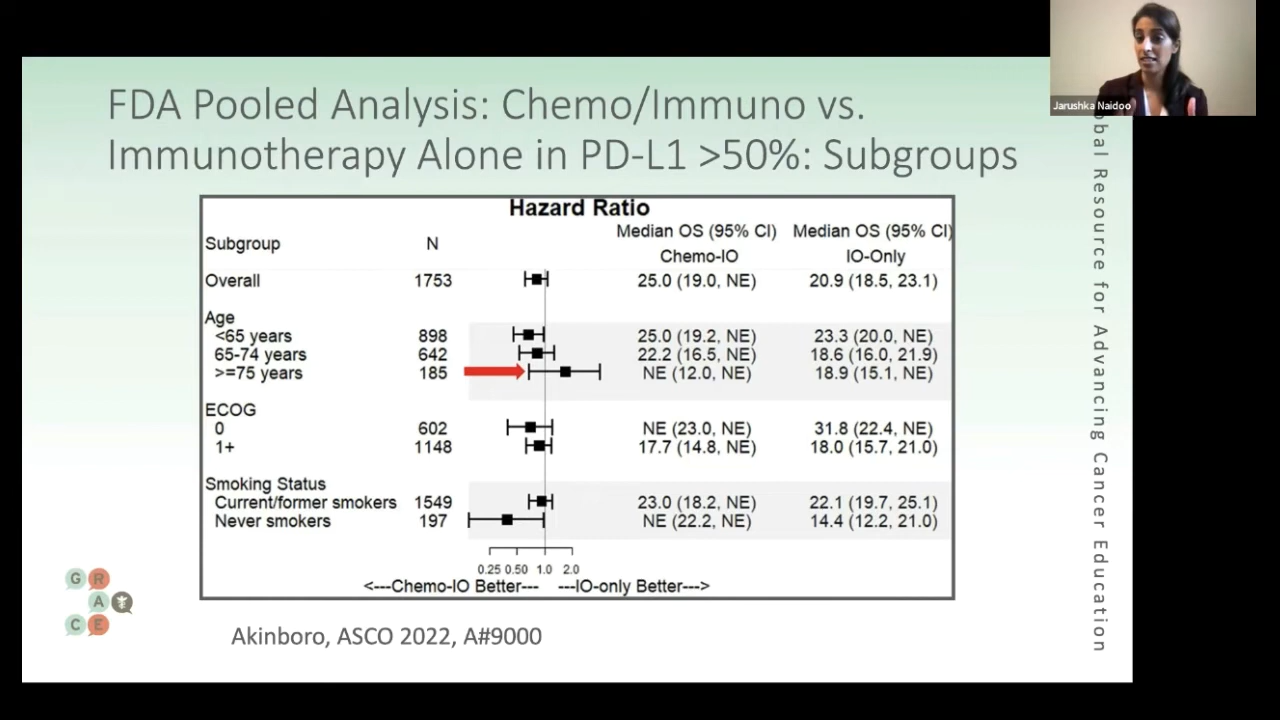 Jarushka Naidoo
FDA Pooled Analysis: Chemo/Immuno vs.
Immunotherapy Alone in PD-L1 >50%: Subgroups
Hazard Ratio
Subgroup N Median OS (95% CI) Chemo-IO Median OS (95% CI) IO-Only
Overall 1753 25.0 (19.0, NE) 20.9 (18.5, 23.1)
Age
<65 years 898 25.0 (19.2, NE) 23.3 (20.0, NE)
65-74 years 642 22.2 (16.5, NE) 18.6 (16.0, 21.9)
>=75 years 185 NE (12.0, NE) 18.9 (15.1, NE)
ECOG
0 602 NE (23.0, NE) 31.8 (22.4, NE)
1+ 1148 17.7 (14.8, NE) 18.0 (15.7, 21.0)
Smoking Status
Current/former smokers 1549 23.0 (18.2, NE) 22.1 (19.7, 25.1)
Never smokers 197 NE (22.2, NE) 14.4 (12.2, 21.0)
0.25 0.50 1.0 2.0
<---Chemo-IO Better--- ---IO-only Better--->
G R
A
C E
Akinboro, ASCO 2022, A#9000
obal Resource for Advancing Cancer Education